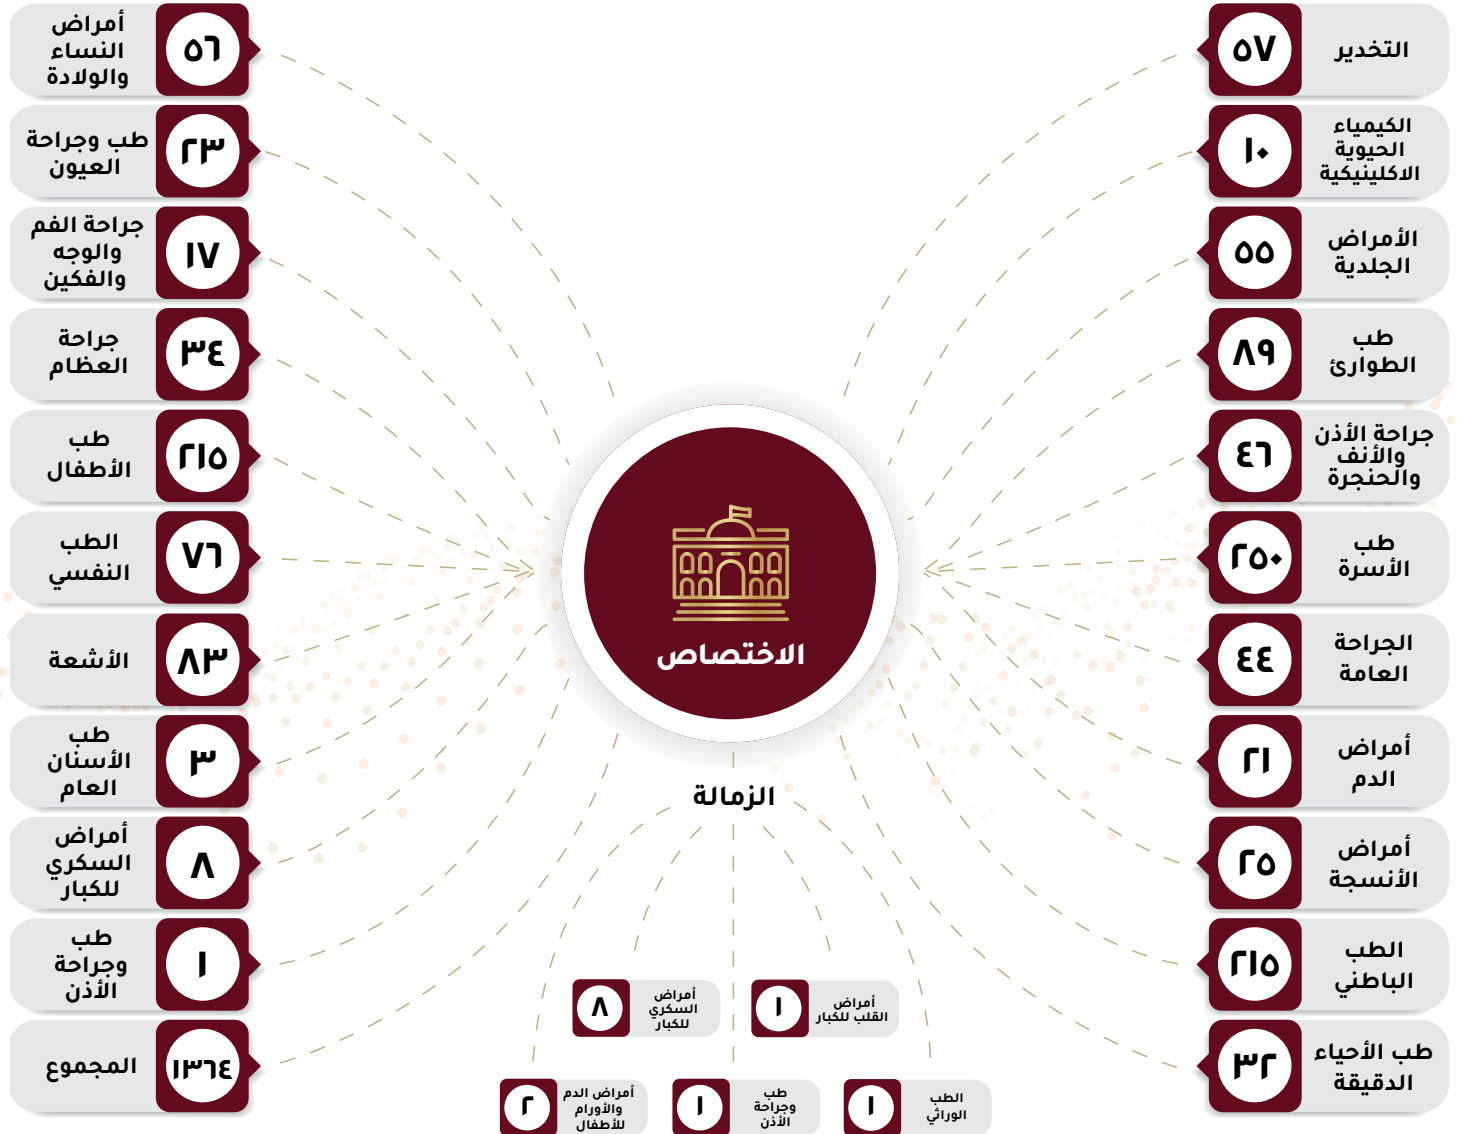 التخدير
٥٧
الكيمياء
الحيوية
الاكلينيكية
١٠
الأمراض
الجلدية
٥٥
طب
الطوارئ
٨٩
جراحة الأذن
والأنف
والحنجرة
٤٦
طب
الأسرة
٢٥٠
الجراحة
العامة
٤٤
أمراض
الدم
٢١
أمراض
الأنسجة
٢٥
الطب
الباطني
٢١٥
طب الأحياء
الدقيقة
٣٢
أمراض
النساء
والولادة
٥٦
طب وجراحة
العيون
٢٣
جراحة الفم
والوجه
والفكين
١٧
جراحة
العظام
٣٤
طب
الأطفال
٢١٥
الطب
النفسي
٧٦
الأشعة
٨٣
طب
الأسنان
العام
٣
أمراض
السكري
للكبار
٨
طب
وجراحة
الأذن
١
المجموع
١٣٦٤
الاختصاص
الزمالة
أمراض
القلب للكبار
١
أمراض
السكري
للكبار
٨
الطب
الوراثي
١
طب
وجراحة
الأذن
١
أمراض الدم
والأورام
للأطفال
٢